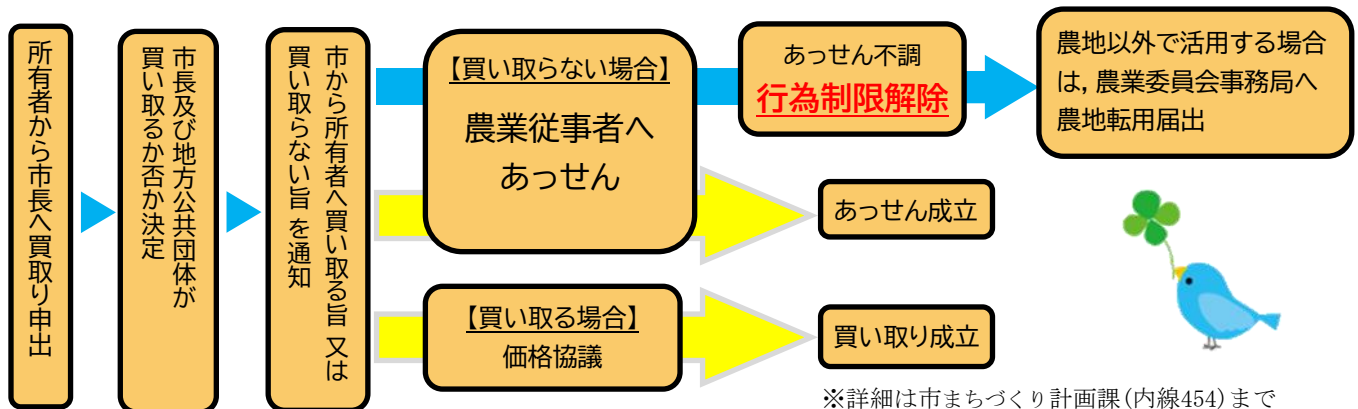 所有者から市長へ買取り申出
市長及び地方公共団体が
買い取るか否か決定
市から所有者へ買い取る旨 又は
買い取らない旨 を通知
【買い取らない場合】
農業従事者へ
あっせん
あっせん不調
行為制限解除
農地以外で活用する場合
は，農業委員会事務局へ
農地転用届出
あっせん成立
【買い取る場合】
価格協議
買い取り成立
※詳細は市まちづくり計画課(内線454)まで